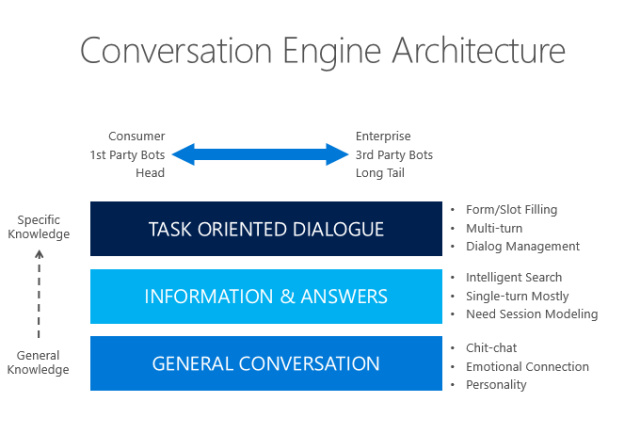 Conversation Engine Architecture
Consumer
1st Party Bots
Head
Enterprise
3rd Party Bots
Long Tail
Specific
Knowledge
General
Knowledge
TASK ORIENTED DIALOGUE
• Form/Slot Filling
• Multi-turn
• Dialog Management
INFORMATION & ANSWERS
• Intelligent Search
• Single-turn Mostly
• Need Session Modeling
GENERAL CONVERSATION
• Chit-chat
• Emotional Connection
• Personality